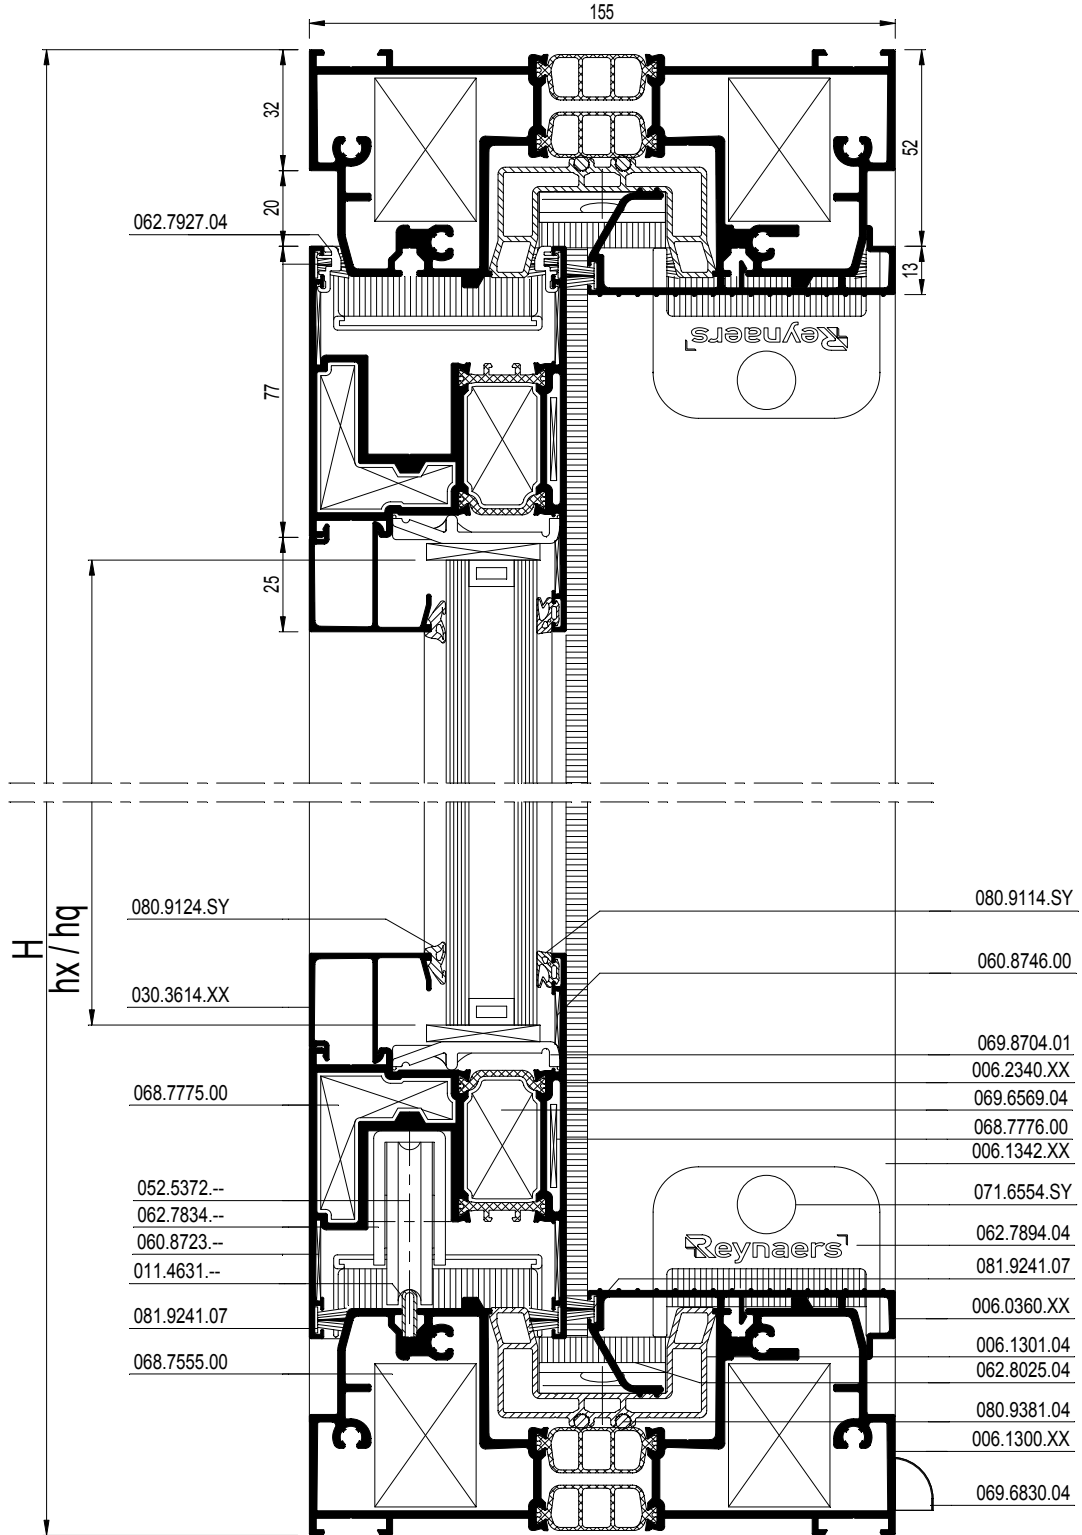 155
32
52
20
062.7927.04
13
Reynaers
77
25
080.9124.SY
080.9114.SY
H
hx / hq
060.8746.00
030.3614.XX
069.8704.01
006.2340.XX
068.7775.00
069.6569.04
068.7776.00
006.1342.XX
052.5372.--
071.6554.SY
062.7834.--
062.7894.04
Reynaers
060.8723.--
081.9241.07
011.4631.--
006.0360.XX
081.9241.07
006.1301.04
068.7555.00
062.8025.04
080.9381.04
006.1300.XX
069.6830.04